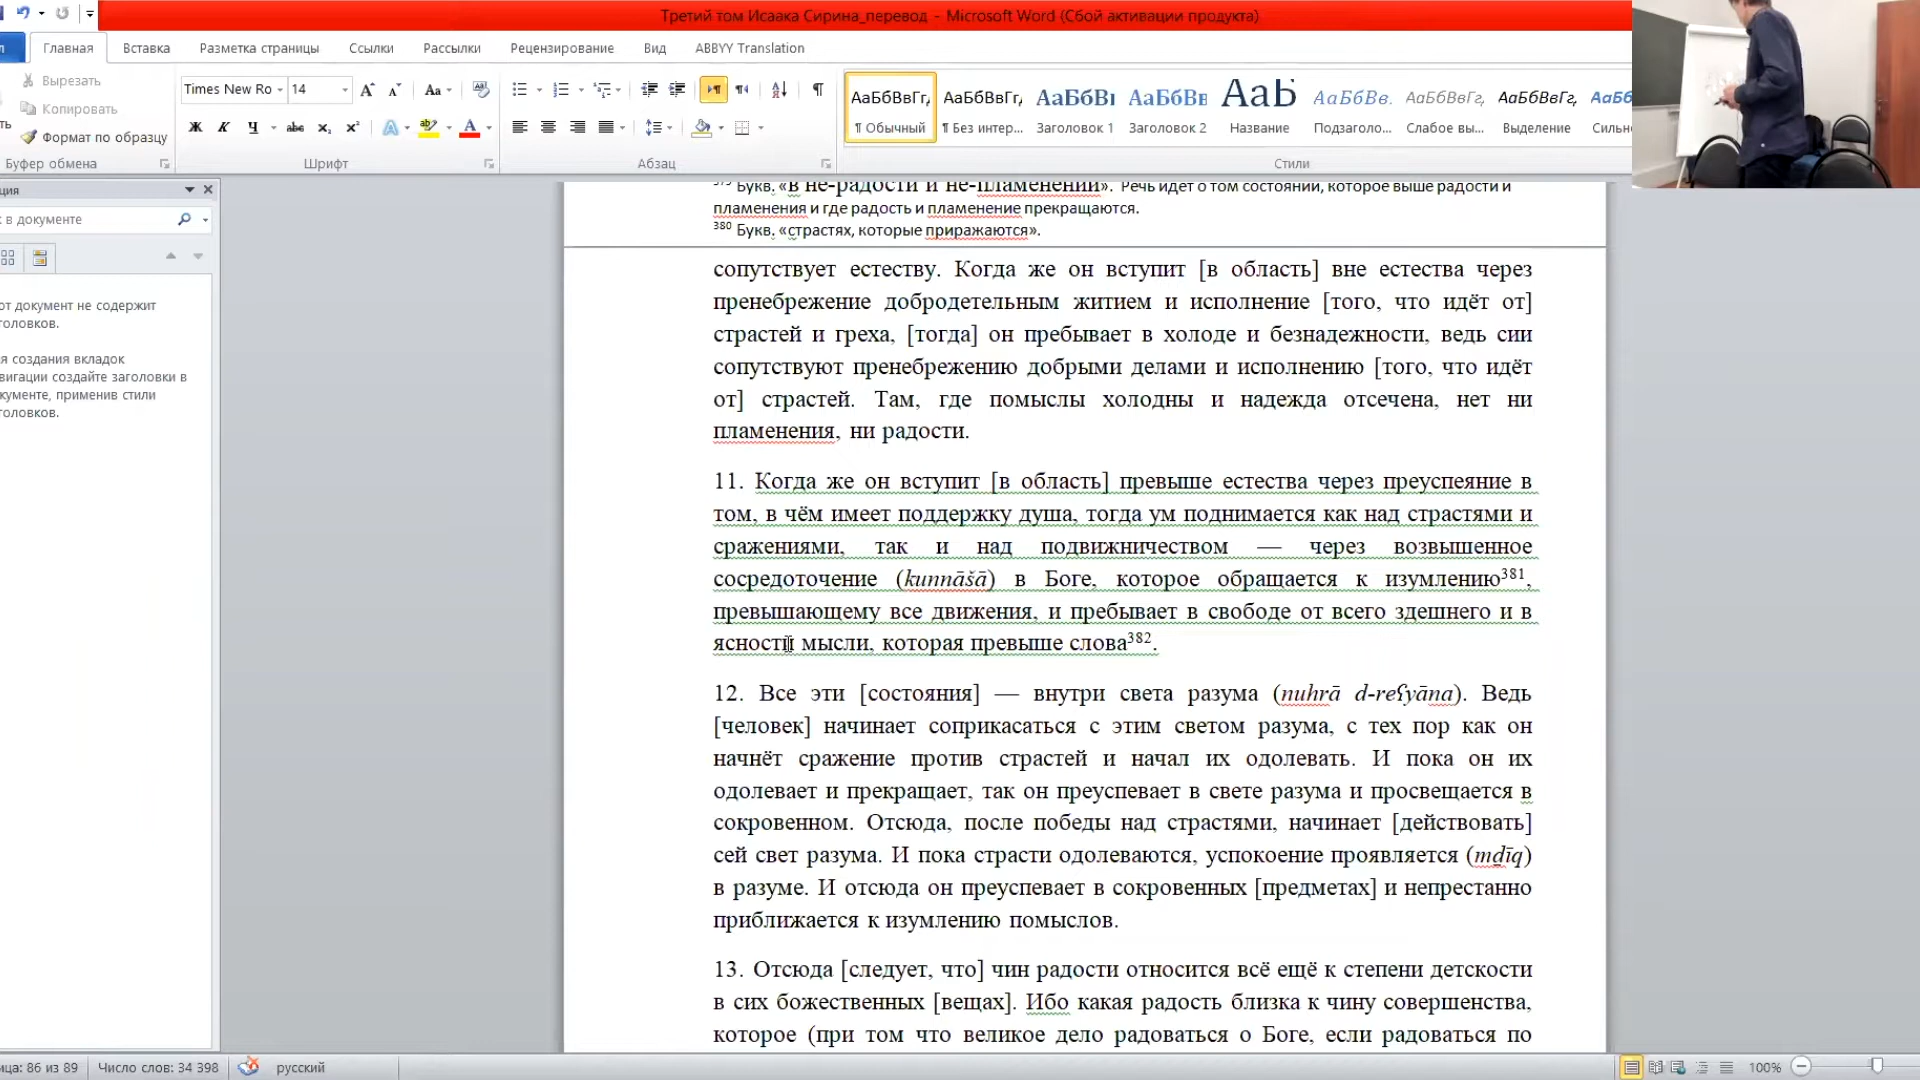 Третий том Исаака Сирина_перевод - Microsoft Word (Сбой активации продукта)
Главная Вставка Разметка страницы Ссылки Рассылки Рецензирование Вид ABBYY Translation
Вырезать
Копировать
Формат по образцу
Буфер обмена
Times New Ro 14
Шрифт
Абзац
АаБбВвГг, АаБбВвГг, АаБбВ АаБбВв АаБ АаБбВв. АаБбВвГг, АаБбВвГг,
¶ Обычный ¶ Без интер... Заголовок 1 Заголовок 2 Название Подзаголо... Слабое вы... Выделение
Стили
в документе
документ не содержит
создания вкладок
создайте заголовки в
применив стили
379 Букв. «в не-радости и не-пламенении». Речь идет о том состоянии, которое выше радости и
пламенения и где радость и пламенение прекращаются.
380 Букв. «страстях, которые приражаются».
сопутствует естеству. Когда же он вступит [в область] вне естества через
пренебрежение добродетельным житием и исполнение [того, что идёт от]
страстей и греха, [тогда] он пребывает в холоде и безнадежности, ведь сии
сопутствуют пренебрежению добрыми делами и исполнению [того, что идёт
от] страстей. Там, где помыслы холодны и надежда отсечена, нет ни
пламенения, ни радости.
11. Когда же он вступит [в область] превыше естества через преуспеяние в
том, в чём имеет поддержку душа, тогда ум поднимается как над страстями и
сражениями, так и над подвижничеством — через возвышенное
сосредоточение (kunnāšā) в Боге, которое обращается к изумлению381,
превышающему все движения, и пребывает в свободе от всего здешнего и в
ясности мысли, которая превыше слова382.
12. Все эти [состояния] — внутри света разума (nuhrā d-reʕyāna). Ведь
[человек] начинает соприкасаться с этим светом разума, с тех пор как он
начнёт сражение против страстей и начал их одолевать. И пока он их
одолевает и прекращает, так он преуспевает в свете разума и просвещается в
сокровенном. Отсюда, после победы над страстями, начинает [действовать]
сей свет разума. И пока страсти одолеваются, успокоение проявляется (mḏīq)
в разуме. И отсюда он преуспевает в сокровенных [предметах] и непрестанно
приближается к изумлению помыслов.
13. Отсюда [следует, что] чин радости относится всё ещё к степени детскости
в сих божественных [вещах]. Ибо какая радость близка к чину совершенства,
которое (при том что великое дело радоваться о Боге, если радоваться по
86 из 89 Число слов: 34 398 русский 100%